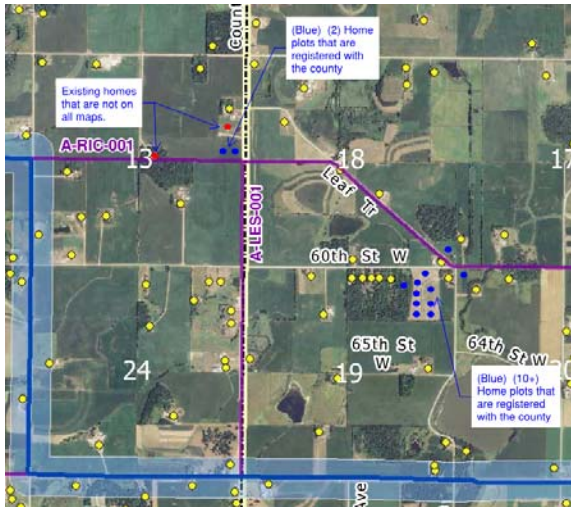 Count
(Blue) (2) Home
plots that are
registered with
the county
Existing homes
that are not on
all maps.
A-RIC-001
13
18
17
Leaf Tr
A-LES-001
60th St W
65th St
W
64th St W
24
19
20
(Blue) (10+)
Home plots that
are registered
with the county
Ave